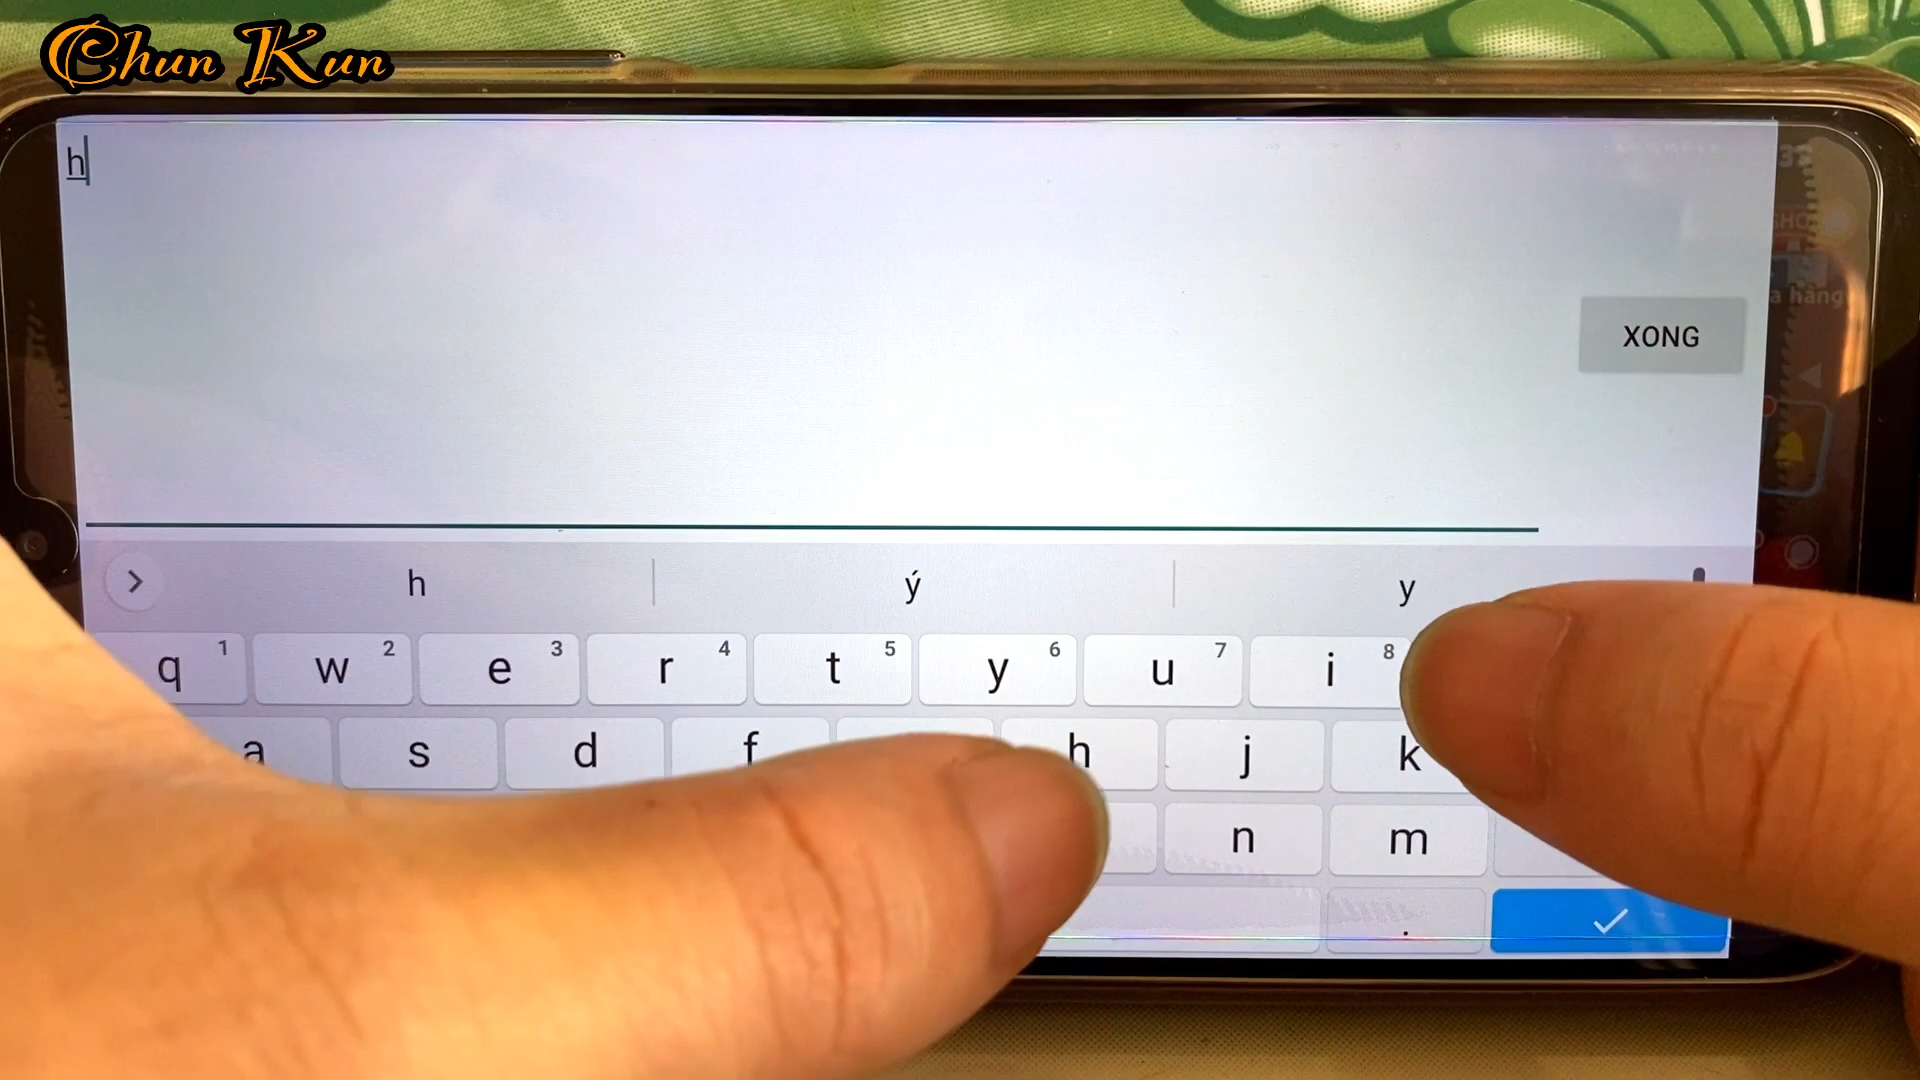 Chun Kun
h
XONG
h ý y
q 1 w 2 e 3 r 4 t 5 y 6 u 7 i 8
a s d f h j k
n m
.